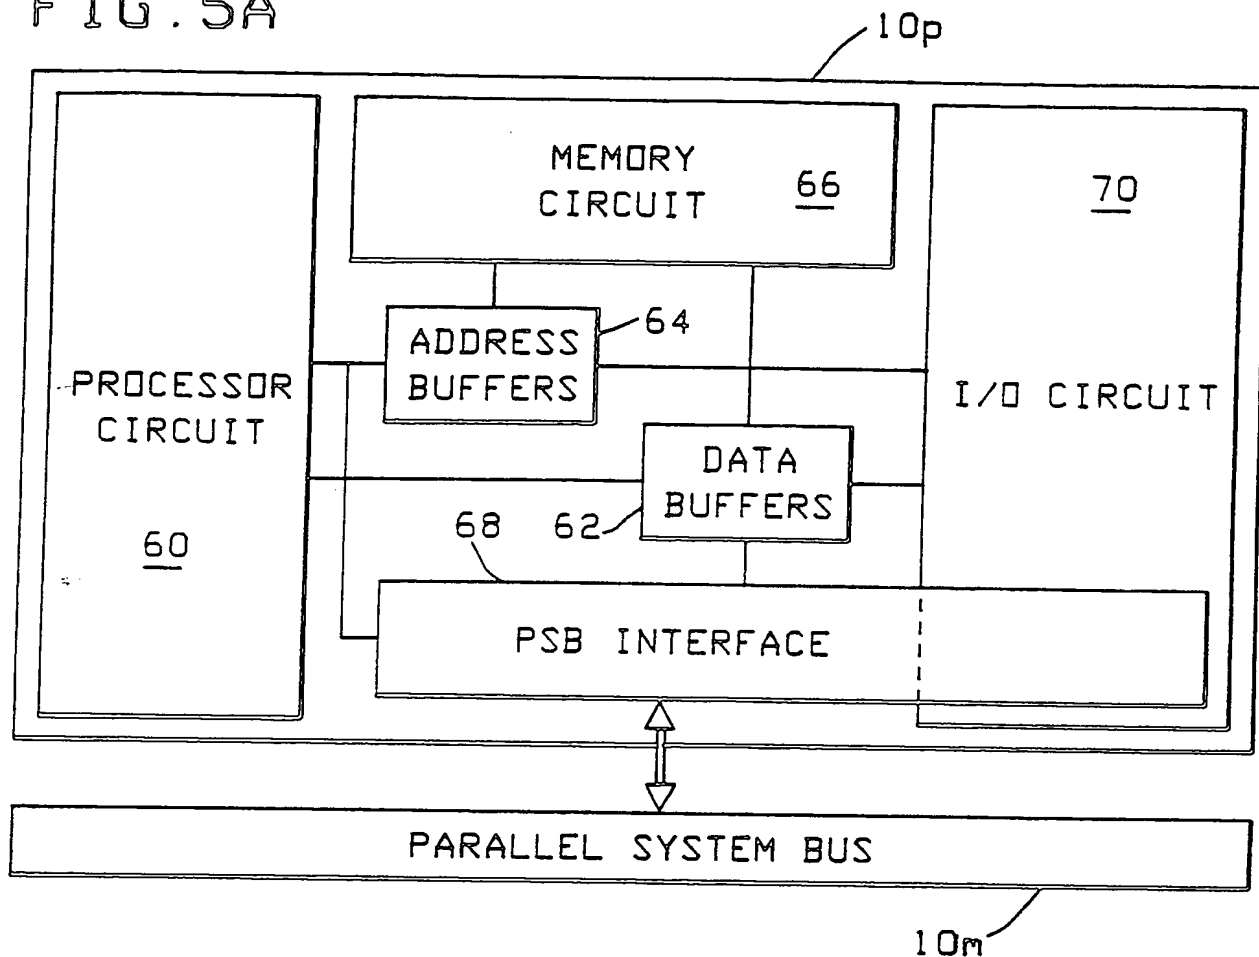 FIG.5A
10p
MEMORY
CIRCUIT
66
70
ADDRESS
BUFFERS
64
PROCESSOR
CIRCUIT
60
I/O CIRCUIT
DATA
BUFFERS
68
62
PSB INTERFACE
PARALLEL SYSTEM BUS
10m